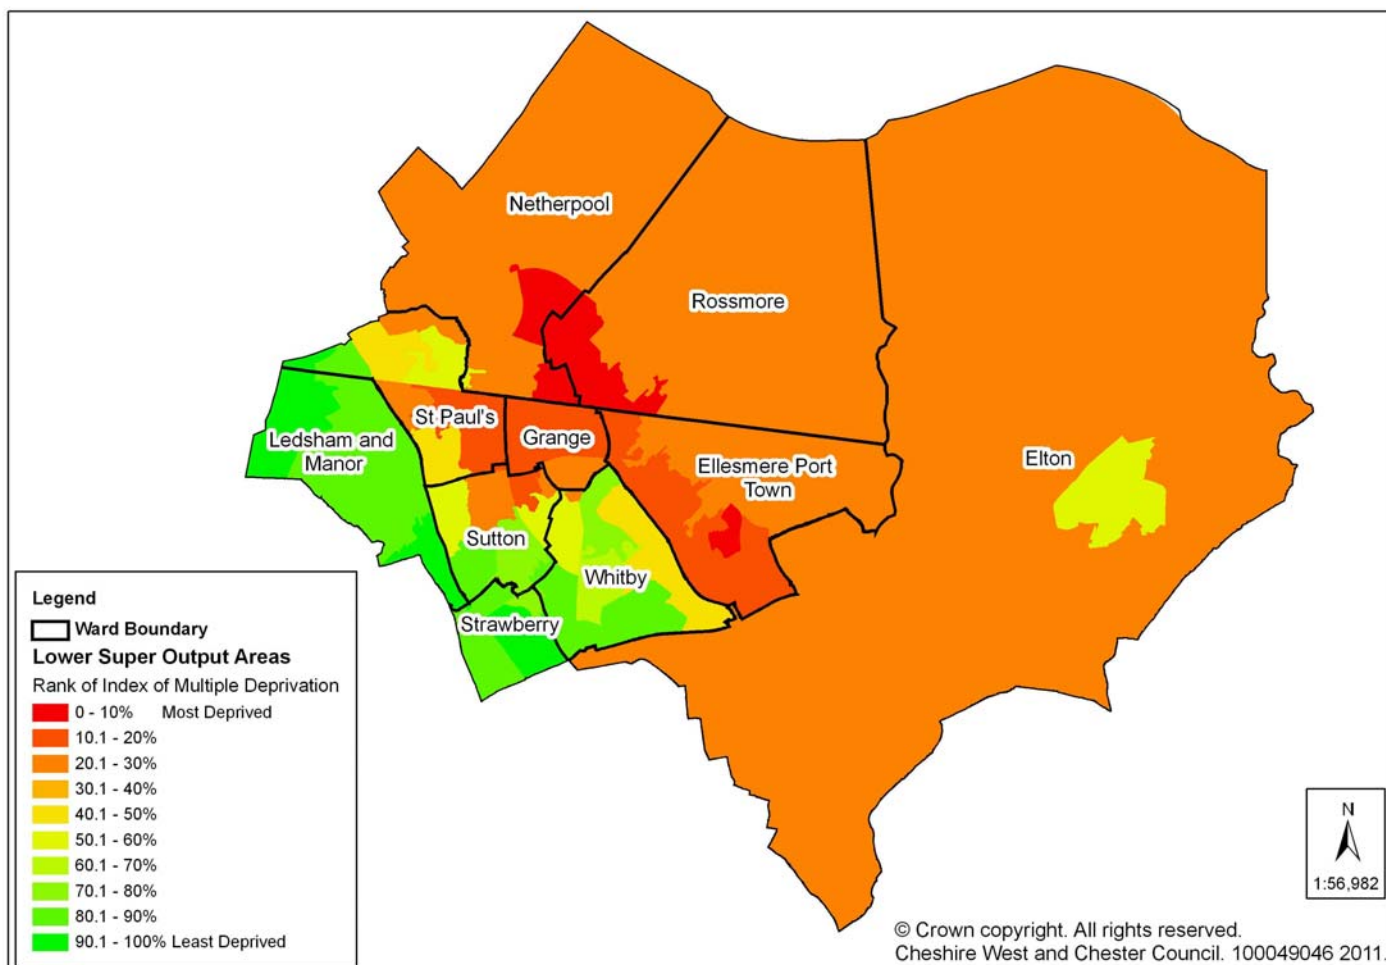 Netherpool
Rossmore
St Paul's
Grange
Ledsham and
Manor
Ellesmere Port
Town
Elton
Sutton
Whitby
Strawberry
Legend
Ward Boundary
Lower Super Output Areas
Rank of Index of Multiple Deprivation
0 - 10% Most Deprived
10.1 - 20%
20.1 - 30%
30.1 - 40%
40.1 - 50%
50.1 - 60%
60.1 - 70%
70.1 - 80%
80.1 - 90%
90.1 - 100% Least Deprived
N
1:56,982
© Crown copyright. All rights reserved.
Cheshire West and Chester Council. 100049046 2011.